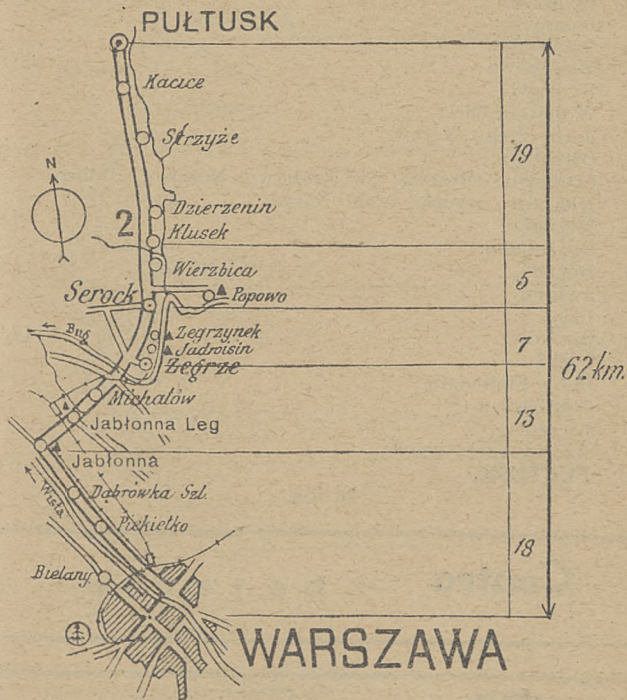 PUŁTUSK
Kacice
Strzyże
19
N
Dzierzenin
2
Klusek
Wierzbica
5
Serock
Popowo
Bug
Zegrzynek
Jadwisin
7
Zegrze
62 km.
Michałów
13
Jabłonna Leg
Jabłonna
Wisła
Dąbrówka Szl.
Piekiełko
18
Bielany
WARSZAWA